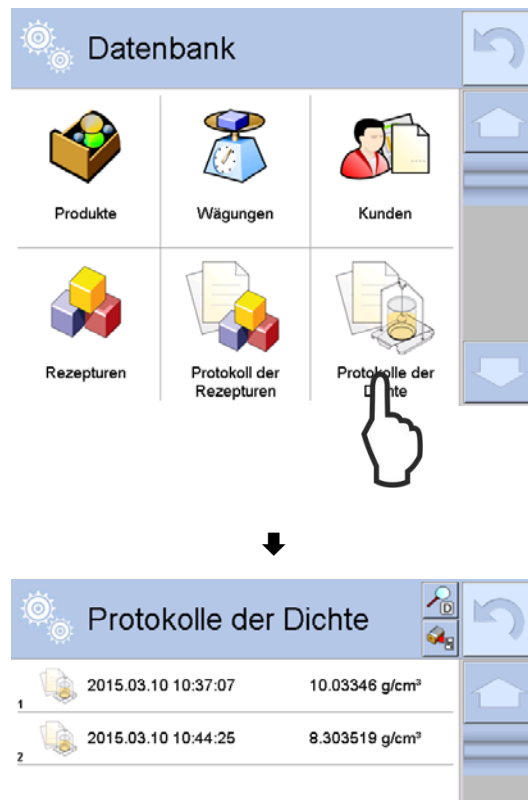 Datenbank
Produkte
Wägungen
Kunden
Rezepturen
Protokoll der
Rezepturen
Protokolle der
Dichte
Protokolle der Dichte
D
1
2015.03.10 10:37:07 10.03346 g/cm³
2
2015.03.10 10:44:25 8.303519 g/cm³